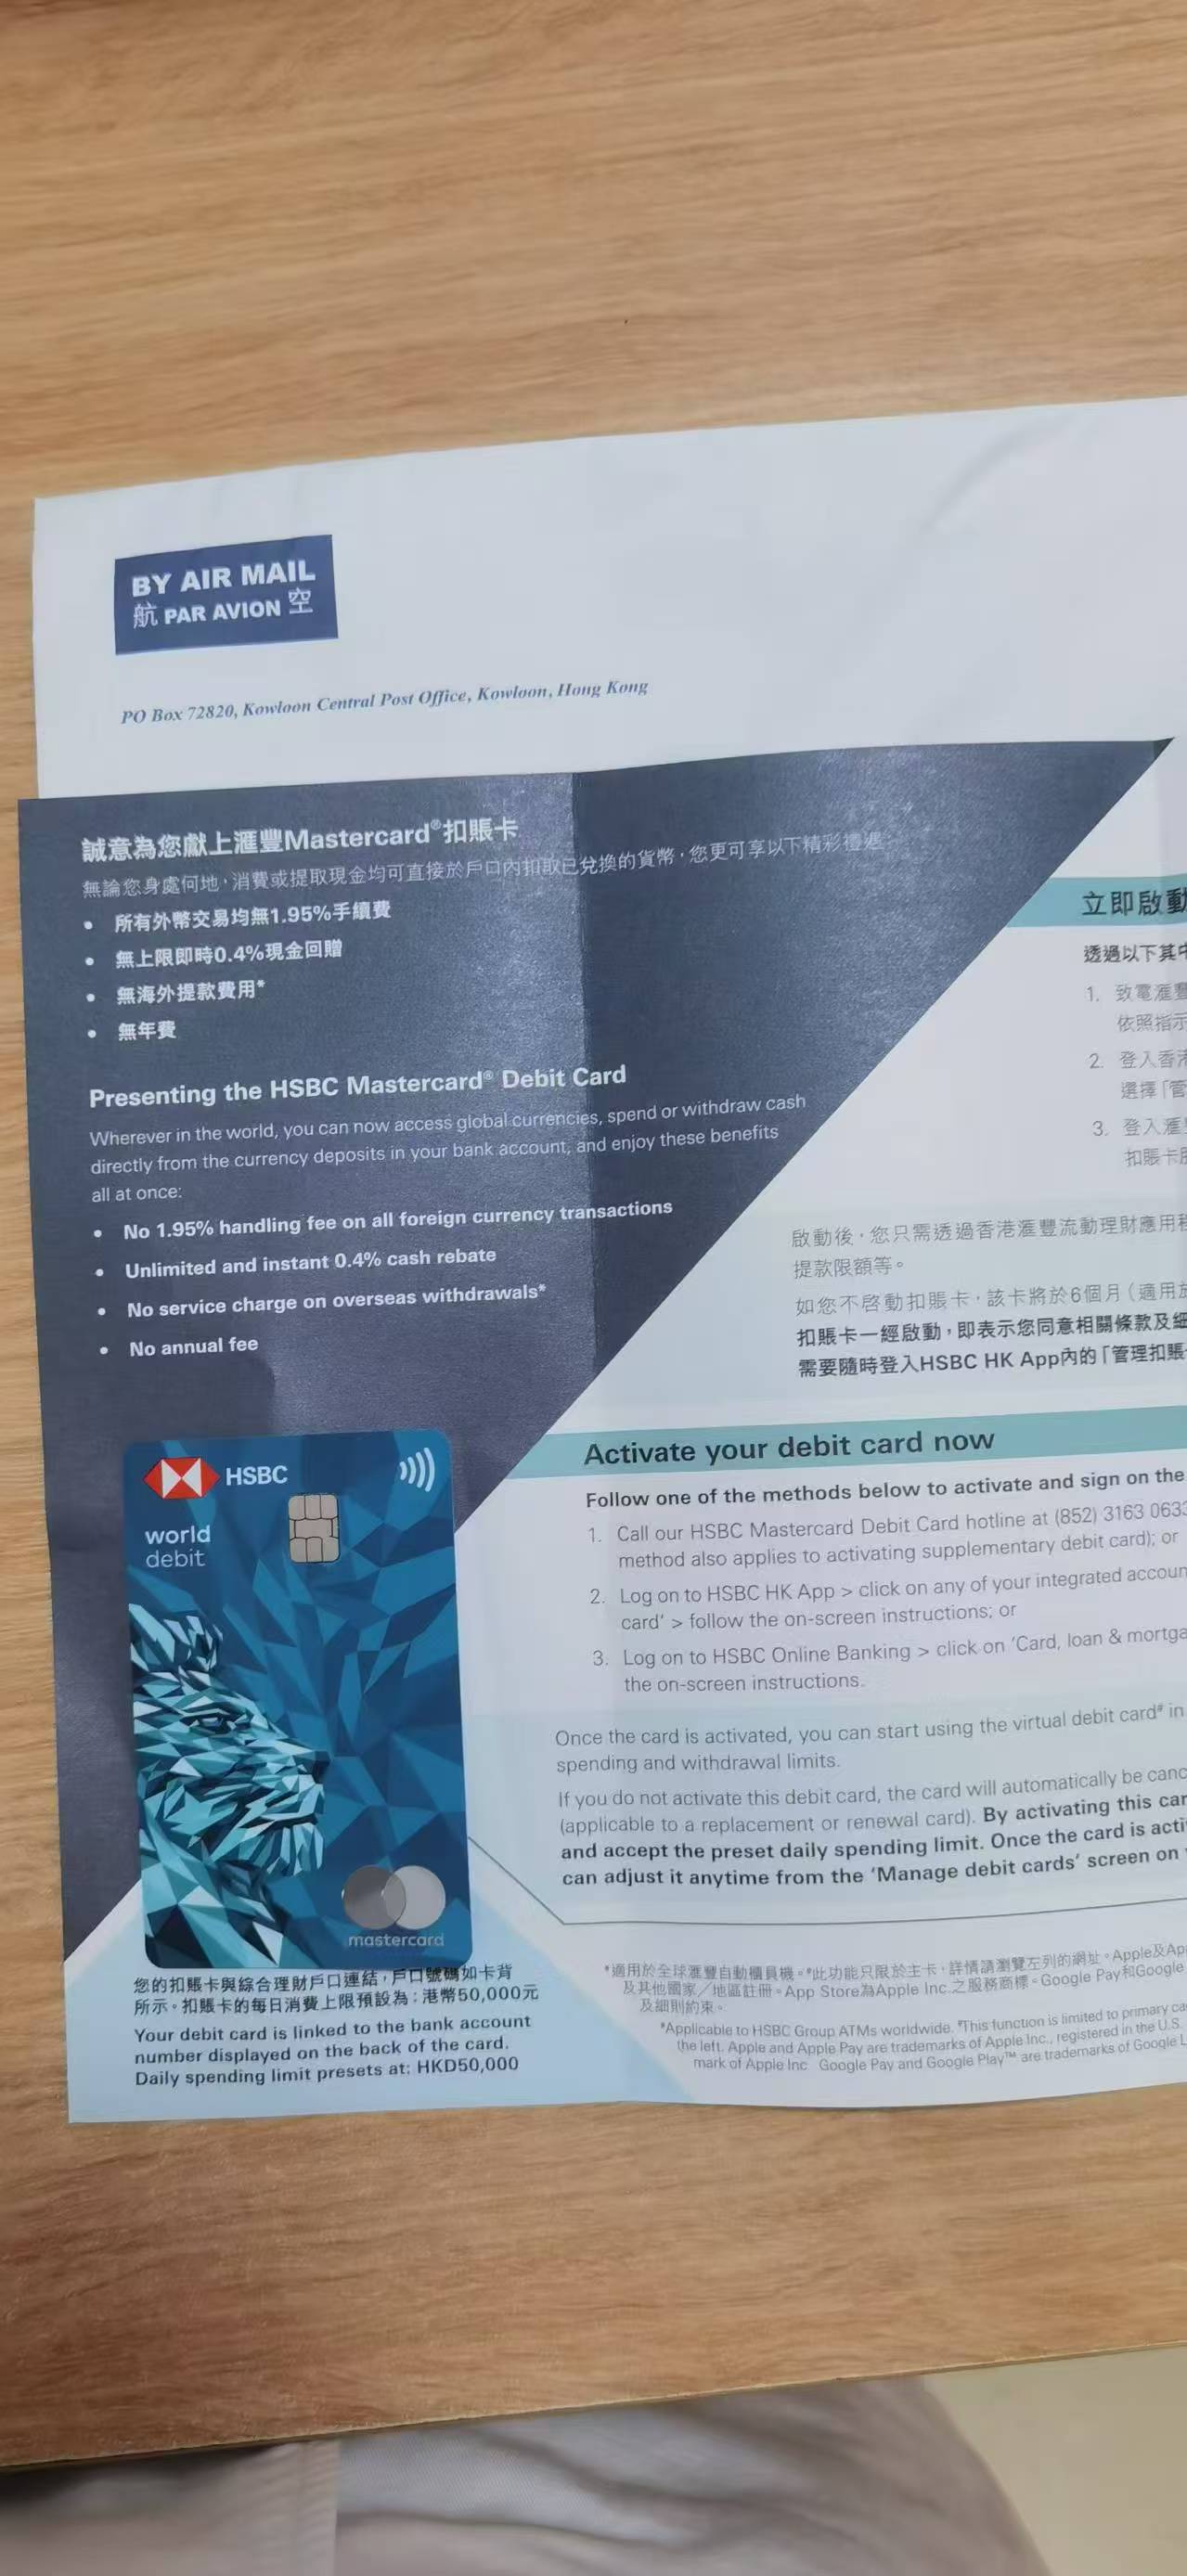 BY AIR MAIL
航 PAR AVION 空
PO Box 72820, Kowloon Central Post Office, Kowloon, Hong Kong
誠意為您獻上滙豐Mastercard®扣賬卡
無論您身處何地，消費或提取現金均可直接於戶口內扣取已兌換的貨幣，您更可享以下精彩禮遇：
• 所有外幣交易均無1.95%手續費
• 無上限即時0.4%現金回贈
• 無海外提款費用*
• 無年費
Presenting the HSBC Mastercard® Debit Card
Wherever in the world, you can now access global currencies, spend or withdraw cash
directly from the currency deposits in your bank account, and enjoy these benefits
all at once:
• No 1.95% handling fee on all foreign currency transactions
• Unlimited and instant 0.4% cash rebate
• No service charge on overseas withdrawals*
• No annual fee
HSBC
world
debit
mastercard
您的扣賬卡與綜合理財戶口連結，戶口號碼如卡背
所示。扣賬卡的每日消費上限預設為：港幣50,000元
Your debit card is linked to the bank account
number displayed on the back of the card.
Daily spending limit presets at: HKD50,000
立即啟動
透過以下其中
1. 致電滙豐
依照指示
2. 登入香港
選擇「管
3. 登入滙豐
扣賬卡
啟動後，您只需透過香港滙豐流動理財應用程
提款限額等。
如您不啓動扣賬卡，該卡將於6個月（適用於
扣賬卡一經啟動，即表示您同意相關條款及細
需要隨時登入HSBC HK App內的「管理扣賬
Activate your debit card now
Follow one of the methods below to activate and sign on the
1. Call our HSBC Mastercard Debit Card hotline at (852) 3163 0633
method also applies to activating supplementary debit card); or
2. Log on to HSBC HK App > click on any of your integrated accoun
card' > follow the on-screen instructions; or
3. Log on to HSBC Online Banking > click on 'Card, loan & mortga
the on-screen instructions.
Once the card is activated, you can start using the virtual debit card# in
spending and withdrawal limits.
If you do not activate this debit card, the card will automatically be canc
(applicable to a replacement or renewal card). By activating this car
and accept the preset daily spending limit. Once the card is acti
can adjust it anytime from the 'Manage debit cards' screen on
*適用於全球滙豐自動櫃員機。#此功能只限於主卡，詳情請瀏覽左列的網址。Apple及Ap
及其他國家／地區註冊。App Store為Apple Inc.之服務商標。Google Pay和Google
及細則約束。
*Applicable to HSBC Group ATMs worldwide. #This function is limited to primary ca
the left. Apple and Apple Pay are trademarks of Apple Inc., registered in the U.S.
mark of Apple Inc. Google Pay and Google Play™ are trademarks of Google L